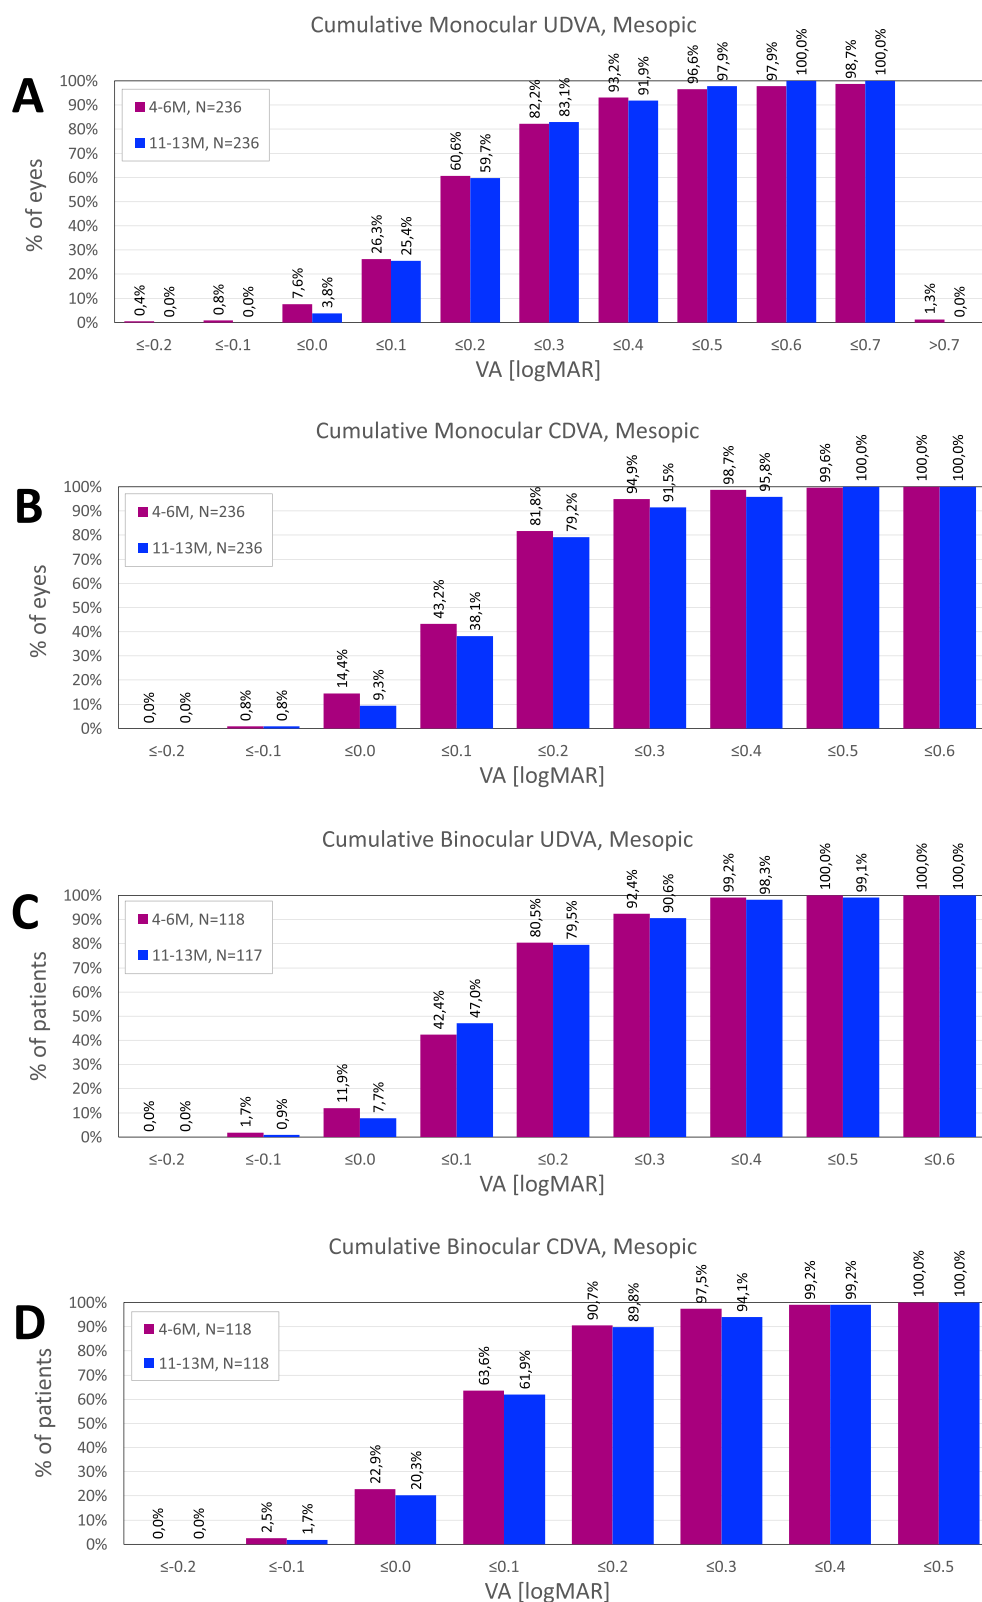 Cumulative Monocular UDVA, Mesopic
A
% of eyes
100%
90%
80%
70%
60%
50%
40%
30%
20%
10%
0%
4-6M, N=236
11-13M, N=236
0,4% 0,0% 0,8% 0,0% 7,6% 3,8% 26,3% 25,4% 60,6% 59,7% 82,2% 83,1% 93,2% 91,9% 96,6% 97,9% 97,9% 100,0% 98,7% 100,0% 1,3% 0,0%
≤-0.2 ≤-0.1 ≤0.0 ≤0.1 ≤0.2 ≤0.3 ≤0.4 ≤0.5 ≤0.6 ≤0.7 >0.7
VA [logMAR]
Cumulative Monocular CDVA, Mesopic
B
% of eyes
100%
90%
80%
70%
60%
50%
40%
30%
20%
10%
0%
4-6M, N=236
11-13M, N=236
0,0% 0,0% 0,8% 0,8% 14,4% 9,3% 43,2% 38,1% 81,8% 79,2% 94,9% 91,5% 98,7% 95,8% 99,6% 100,0% 100,0% 100,0%
≤-0.2 ≤-0.1 ≤0.0 ≤0.1 ≤0.2 ≤0.3 ≤0.4 ≤0.5 ≤0.6
VA [logMAR]
Cumulative Binocular UDVA, Mesopic
C
% of patients
100%
90%
80%
70%
60%
50%
40%
30%
20%
10%
0%
4-6M, N=118
11-13M, N=117
0,0% 0,0% 1,7% 0,9% 11,9% 7,7% 42,4% 47,0% 80,5% 79,5% 92,4% 90,6% 99,2% 98,3% 100,0% 99,1% 100,0% 100,0%
≤-0.2 ≤-0.1 ≤0.0 ≤0.1 ≤0.2 ≤0.3 ≤0.4 ≤0.5 ≤0.6
VA [logMAR]
Cumulative Binocular CDVA, Mesopic
D
% of patients
100%
90%
80%
70%
60%
50%
40%
30%
20%
10%
0%
4-6M, N=118
11-13M, N=118
0,0% 0,0% 2,5% 1,7% 22,9% 20,3% 63,6% 61,9% 90,7% 89,8% 97,5% 94,1% 99,2% 99,2% 100,0% 100,0%
≤-0.2 ≤-0.1 ≤0.0 ≤0.1 ≤0.2 ≤0.3 ≤0.4 ≤0.5
VA [logMAR]